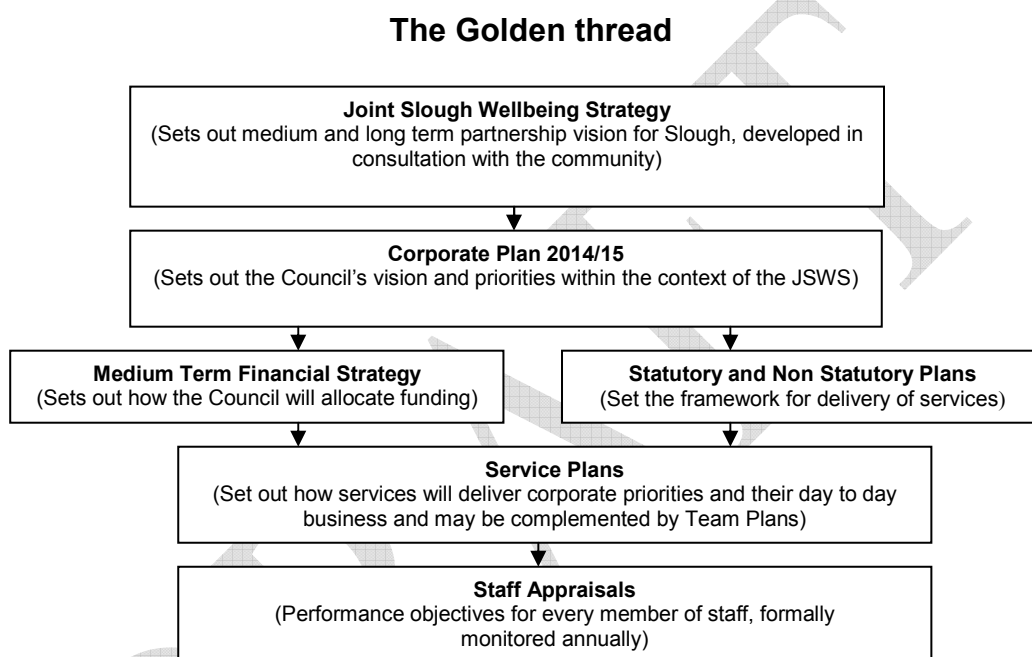 The Golden thread
Joint Slough Wellbeing Strategy
(Sets out medium and long term partnership vision for Slough, developed in
consultation with the community)
Corporate Plan 2014/15
(Sets out the Council's vision and priorities within the context of the JSWS)
Medium Term Financial Strategy
(Sets out how the Council will allocate funding)
Statutory and Non Statutory Plans
(Set the framework for delivery of services)
Service Plans
(Set out how services will deliver corporate priorities and their day to day
business and may be complemented by Team Plans)
Staff Appraisals
(Performance objectives for every member of staff, formally
monitored annually)